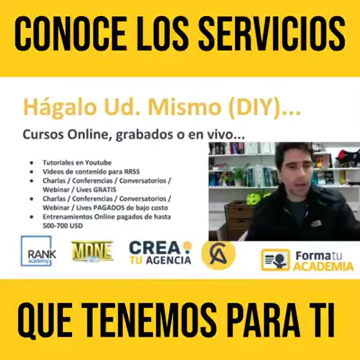 CONOCE LOS SERVICIOS
Hágalo Ud. Mismo (DIY)...
Cursos Online, grabados o en vivo...
• Tutoriales en Youtube
• Videos de contenido para RRSS
• Charlas / Conferencias / Conversatorios /
Webinar / Lives GRATIS
• Charlas / Conferencias / Conversatorios /
Webinar / Lives PAGADOS de bajo costo
• Entrenamientos Online pagados de hasta
500-700 USD
RANK
academy
MDNE
CREA
TU AGENCIA
Forma tu
ACADEMIA
QUE TENEMOS PARA TI